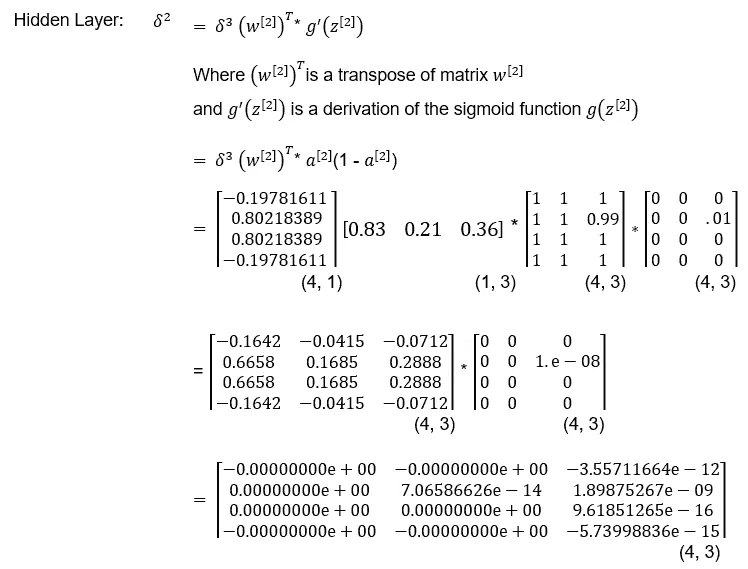 Hidden Layer: δ² = δ³ (w[2])ᵀ* g′(z[2])
Where (w[2])ᵀ is a transpose of matrix w[2]
and g′(z[2]) is a derivation of the sigmoid function g(z[2])
= δ³ (w[2])ᵀ* a[2](1 - a[2])
−0.19781611 1 1 1 0 0 0
0.80218389 1 1 0.99 0 0 .01
= [0.83 0.21 0.36] * *
0.80218389 1 1 1 0 0 0
−0.19781611 1 1 1 0 0 0
(4, 1) (1, 3) (4, 3) (4, 3)
−0.1642 −0.0415 −0.0712 0 0 0
0.6658 0.1685 0.2888 0 0 1.e − 08
= *
0.6658 0.1685 0.2888 0 0 0
−0.1642 −0.0415 −0.0712 0 0 0
(4, 3) (4, 3)
−0.00000000e + 00 −0.00000000e + 00 −3.55711664e − 12
0.00000000e + 00 7.06586626e − 14 1.89875267e − 09
=
0.00000000e + 00 0.00000000e + 00 9.61851265e − 16
−0.00000000e + 00 −0.00000000e + 00 −5.73998836e − 15
(4, 3)